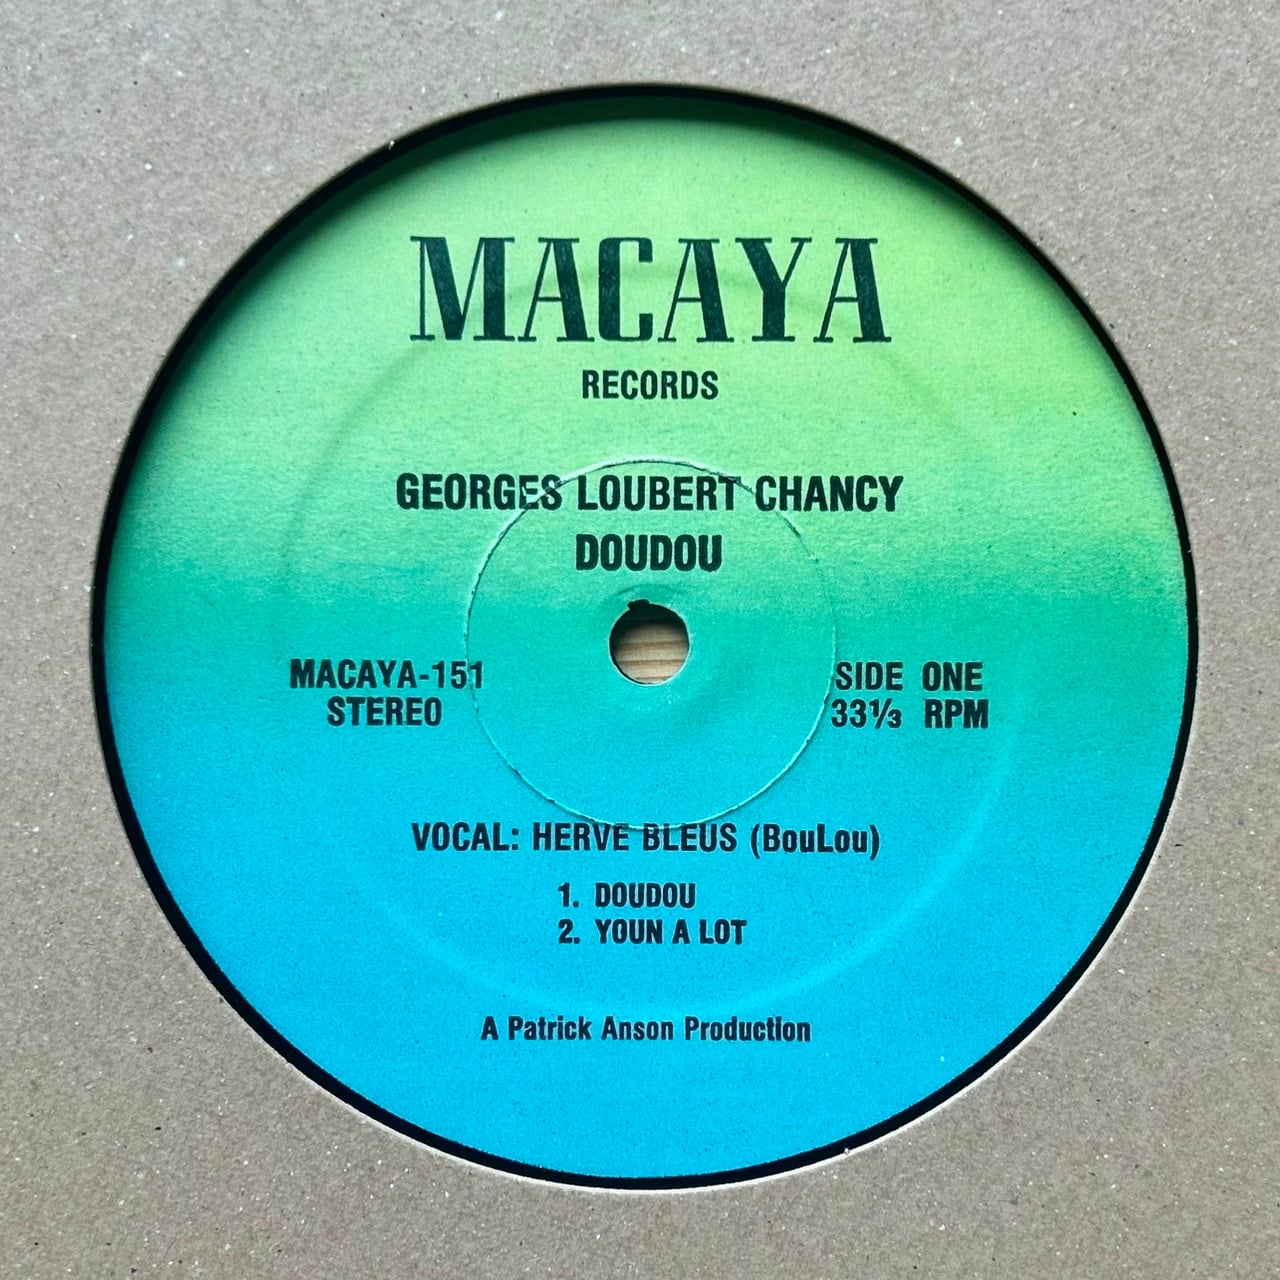 MACAYA
RECORDS
GEORGES LOUBERT CHANCY
DOUDOU
MACAYA-151
STEREO
SIDE ONE
33⅓ RPM
VOCAL: HERVE BLEUS (BouLou)
1. DOUDOU
2. YOUN A LOT
A Patrick Anson Production